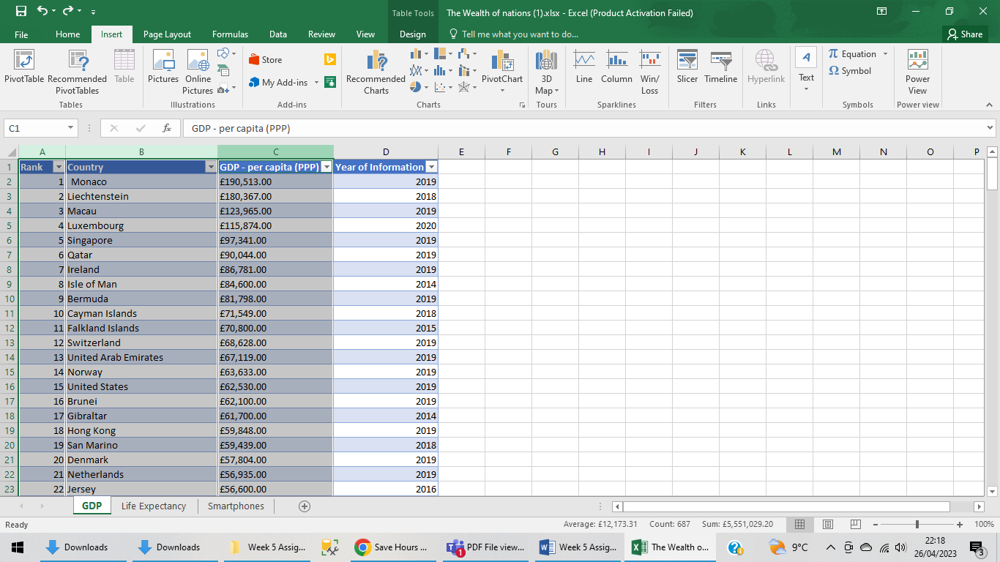 Table Tools
The Wealth of nations (1).xlsx - Excel (Product Activation Failed)
File Home Insert Page Layout Formulas Data Review View Design Tell me what you want to do... Share
PivotTable Recommended PivotTables Table Pictures Online Pictures Store My Add-ins Recommended Charts PivotChart 3D Map Line Column Win/Loss Slicer Timeline Hyperlink Text Equation Symbol Power View
Tables Illustrations Add-ins Charts Tours Sparklines Filters Links Symbols Power view
C1 fx GDP - per capita (PPP)
A B C D E F G H I J K L M N O P
1 Rank Country GDP - per capita (PPP) Year of Information
2 1 Monaco £190,513.00 2019
3 2 Liechtenstein £180,367.00 2018
4 3 Macau £123,965.00 2019
5 4 Luxembourg £115,874.00 2020
6 5 Singapore £97,341.00 2019
7 6 Qatar £90,044.00 2019
8 7 Ireland £86,781.00 2019
9 8 Isle of Man £84,600.00 2014
10 9 Bermuda £81,798.00 2019
11 10 Cayman Islands £71,549.00 2018
12 11 Falkland Islands £70,800.00 2015
13 12 Switzerland £68,628.00 2019
14 13 United Arab Emirates £67,119.00 2019
15 14 Norway £63,633.00 2019
16 15 United States £62,530.00 2019
17 16 Brunei £62,100.00 2019
18 17 Gibraltar £61,700.00 2014
19 18 Hong Kong £59,848.00 2019
20 19 San Marino £59,439.00 2018
21 20 Denmark £57,804.00 2019
22 21 Netherlands £56,935.00 2019
23 22 Jersey £56,600.00 2016
GDP Life Expectancy Smartphones
Ready Average: £12,173.31 Count: 687 Sum: £5,551,029.20 100%
Downloads Downloads Week 5 Assig... Save Hours ... PDF File view... 1 Week 5 Assig... The Wealth o... 9°C 22:18
26/04/2023 3